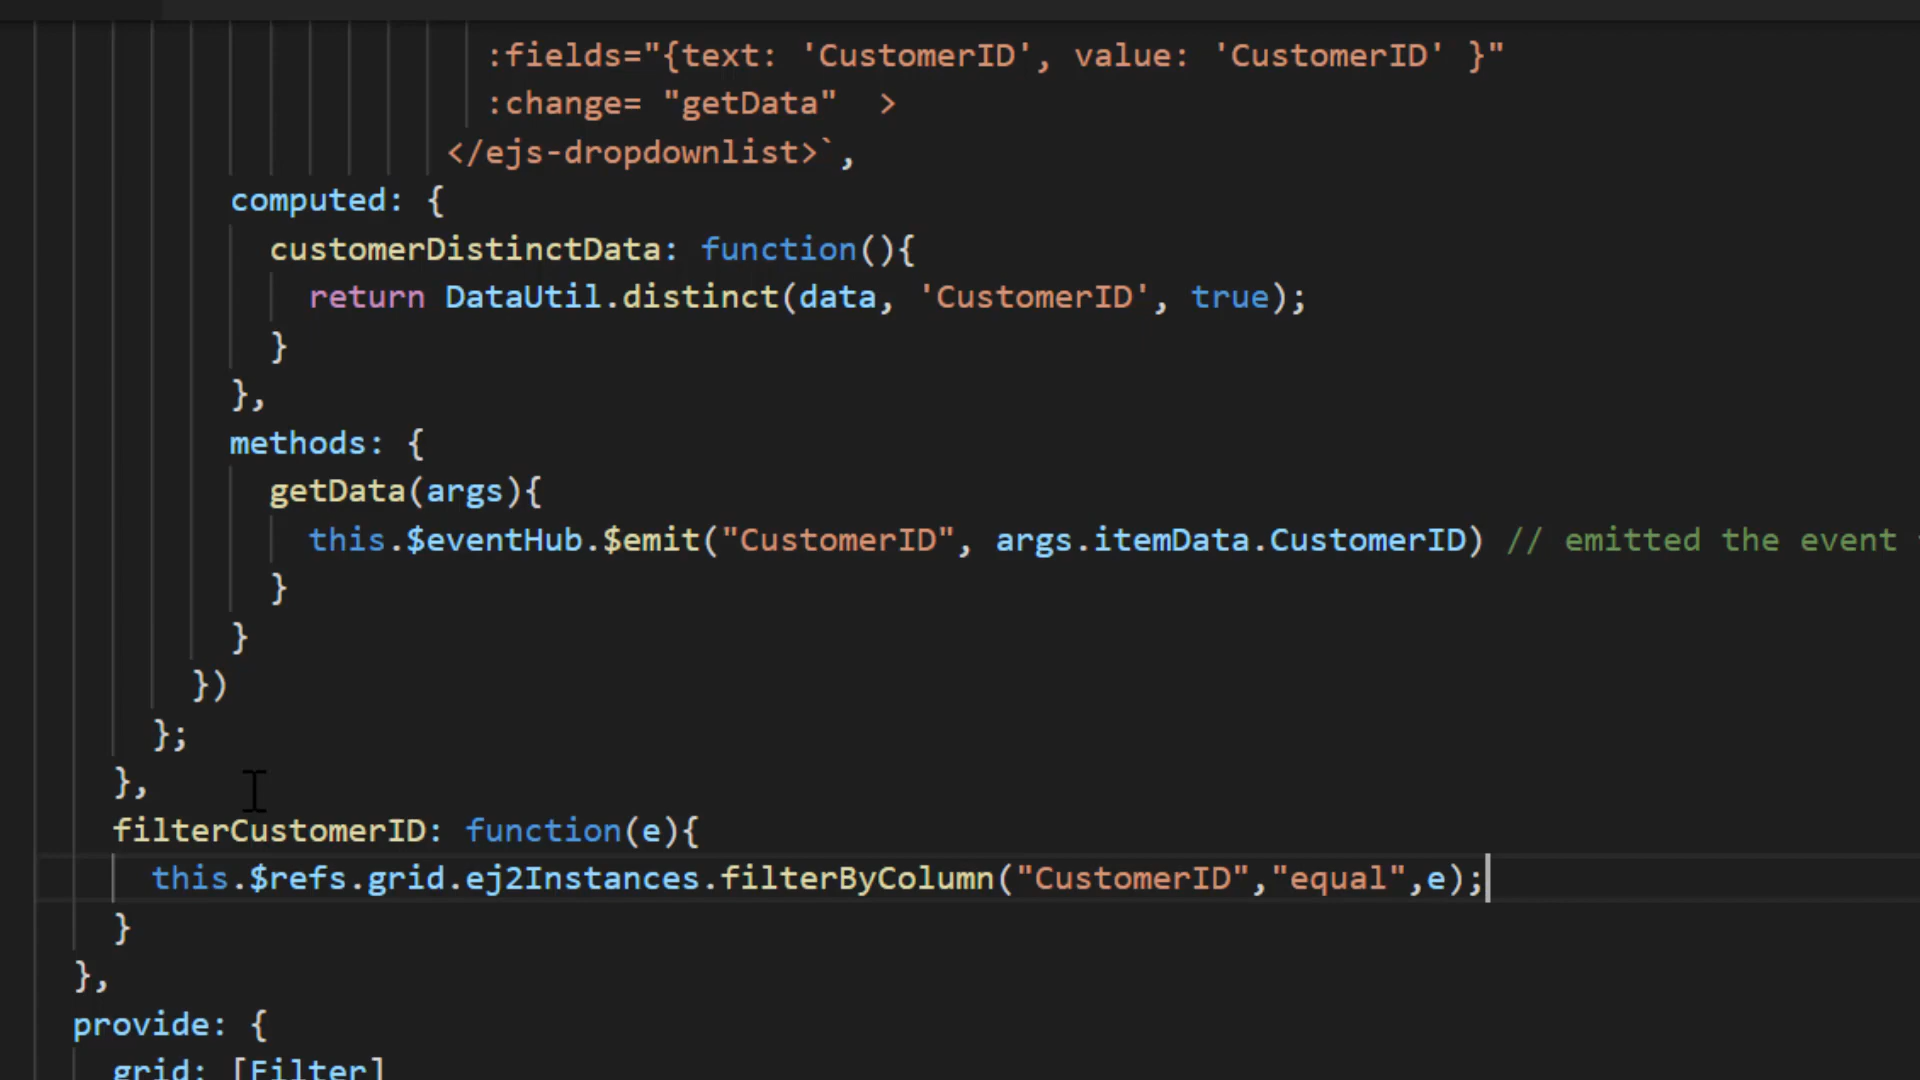 :fields="{text: 'CustomerID', value: 'CustomerID' }"
:change= "getData"  >
</ejs-dropdownlist>`,
computed: {
customerDistinctData: function(){
return DataUtil.distinct(data, 'CustomerID', true);
}
},
methods: {
getData(args){
this.$eventHub.$emit("CustomerID", args.itemData.CustomerID) // emitted the event
}
}
})
};
},
filterCustomerID: function(e){
this.$refs.grid.ej2Instances.filterByColumn("CustomerID","equal",e);
}
},
provide: {
grid: [Filter]